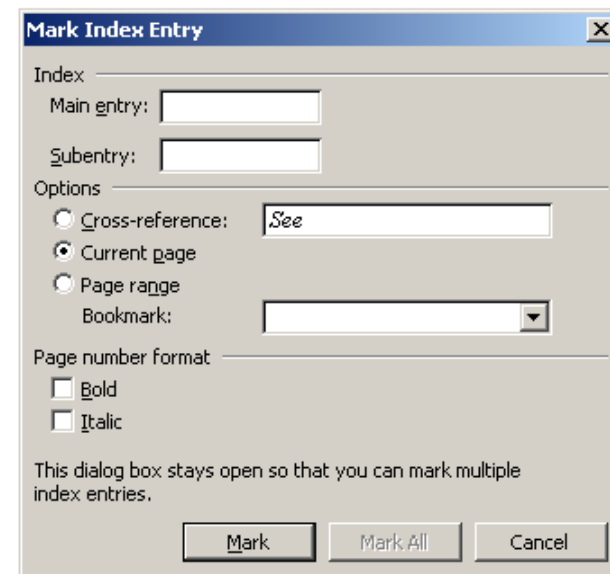 Mark Index Entry
Index
Main entry:
Subentry:
Options
Cross-reference: See
Current page
Page range
Bookmark:
Page number format
Bold
Italic
This dialog box stays open so that you can mark multiple
index entries.
Mark Mark All Cancel